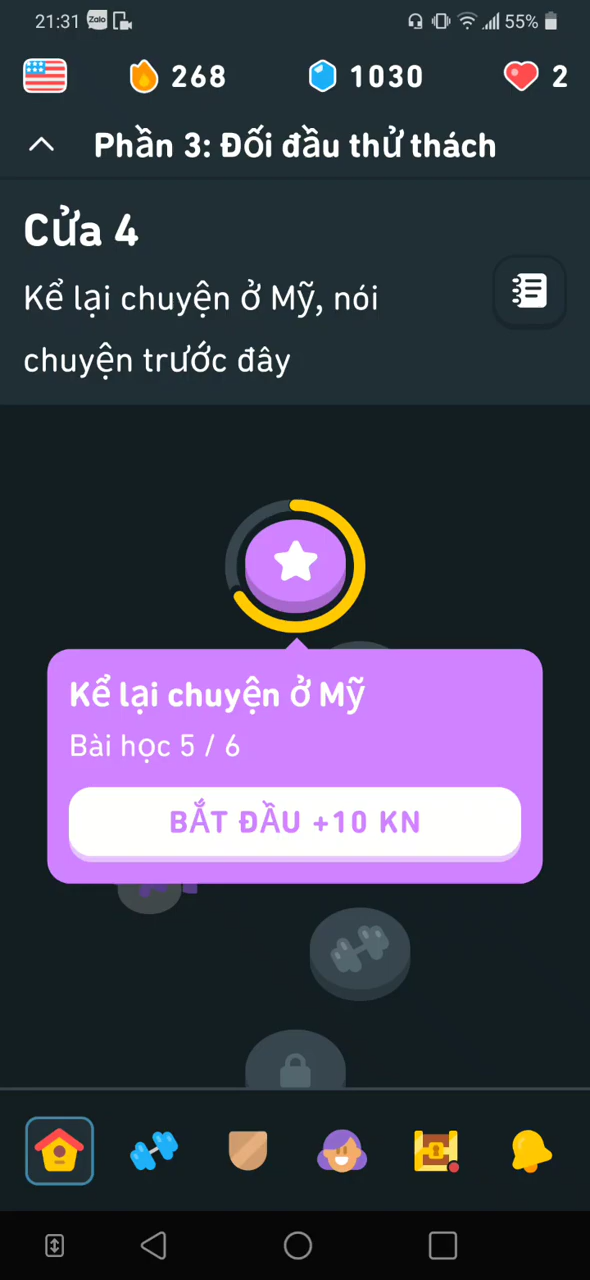 21:31 Zalo 55%
268 1030 2
Phần 3: Đối đầu thử thách
Cửa 4
Kể lại chuyện ở Mỹ, nói
chuyện trước đây
Kể lại chuyện ở Mỹ
Bài học 5 / 6
BẮT ĐẦU +10 KN